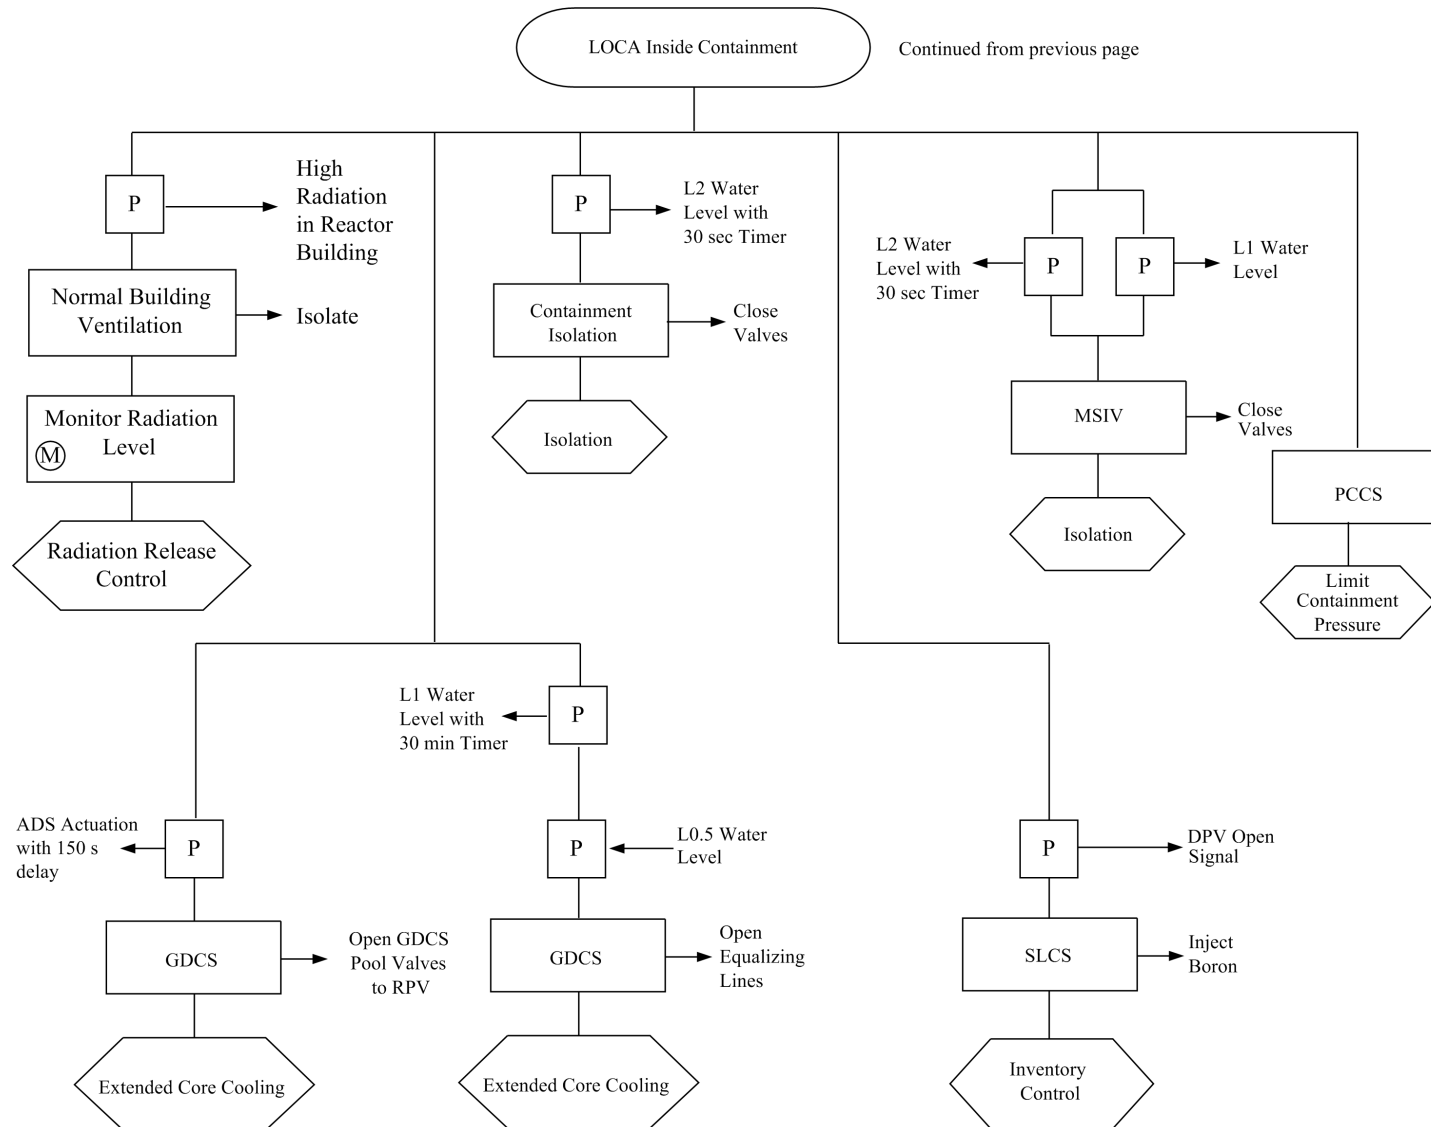 LOCA Inside Containment
Continued from previous page
P
High
Radiation
in Reactor
Building
Normal Building
Ventilation
Isolate
Monitor Radiation
Level
M
Radiation Release
Control
P
L2 Water
Level with
30 sec Timer
Containment
Isolation
Close
Valves
Isolation
L2 Water
Level with
30 sec Timer
P
P
L1 Water
Level
MSIV
Close
Valves
Isolation
PCCS
Limit
Containment
Pressure
L1 Water
Level with
30 min Timer
P
ADS Actuation
with 150 s
delay
P
GDCS
Open GDCS
Pool Valves
to RPV
Extended Core Cooling
P
L0.5 Water
Level
GDCS
Open
Equalizing
Lines
Extended Core Cooling
P
DPV Open
Signal
SLCS
Inject
Boron
Inventory
Control